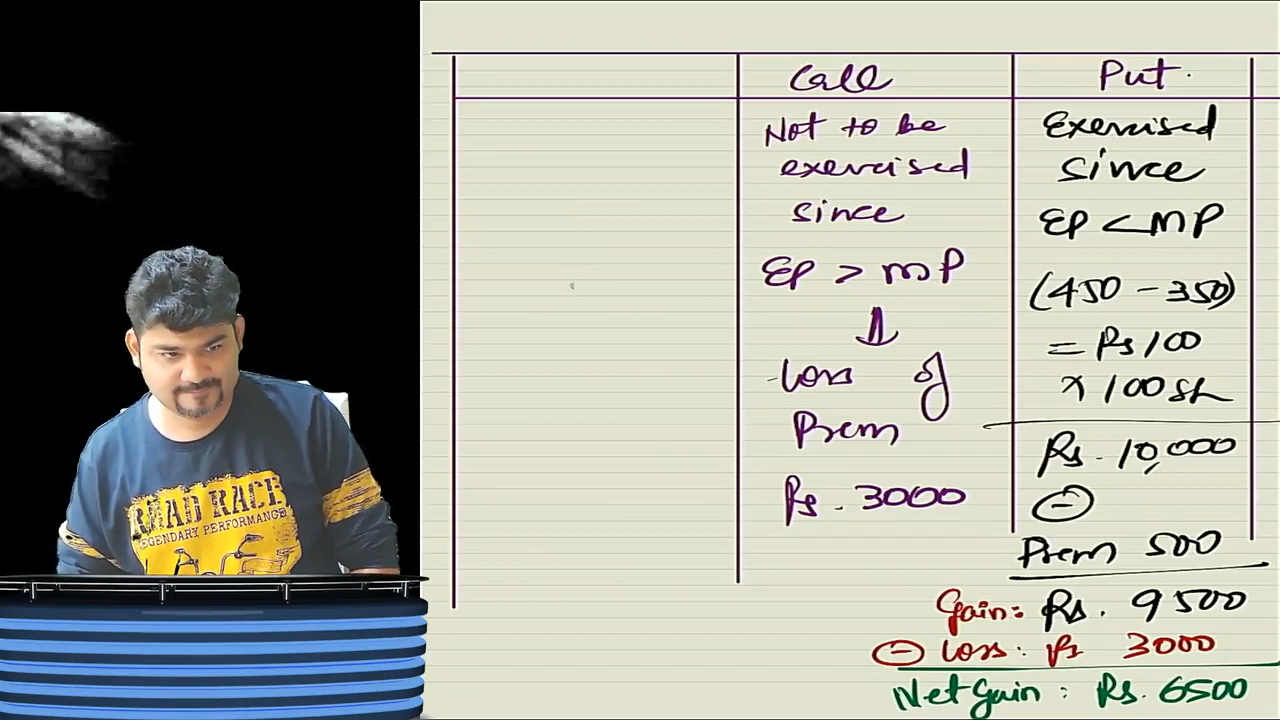 Call
Not to be
exercised
since
EP > MP
↓
Loss of
Prem
Rs. 3000
Put.
Exercised
since
EP < MP
(450 - 350)
= Rs 100
× 100 sh
Rs. 10,000
(-)
Prem 500
Gain: Rs. 9500
(-) Loss: Rs 3000
Net Gain: Rs. 6500
ROAD RACE
LEGENDARY PERFORMANCE